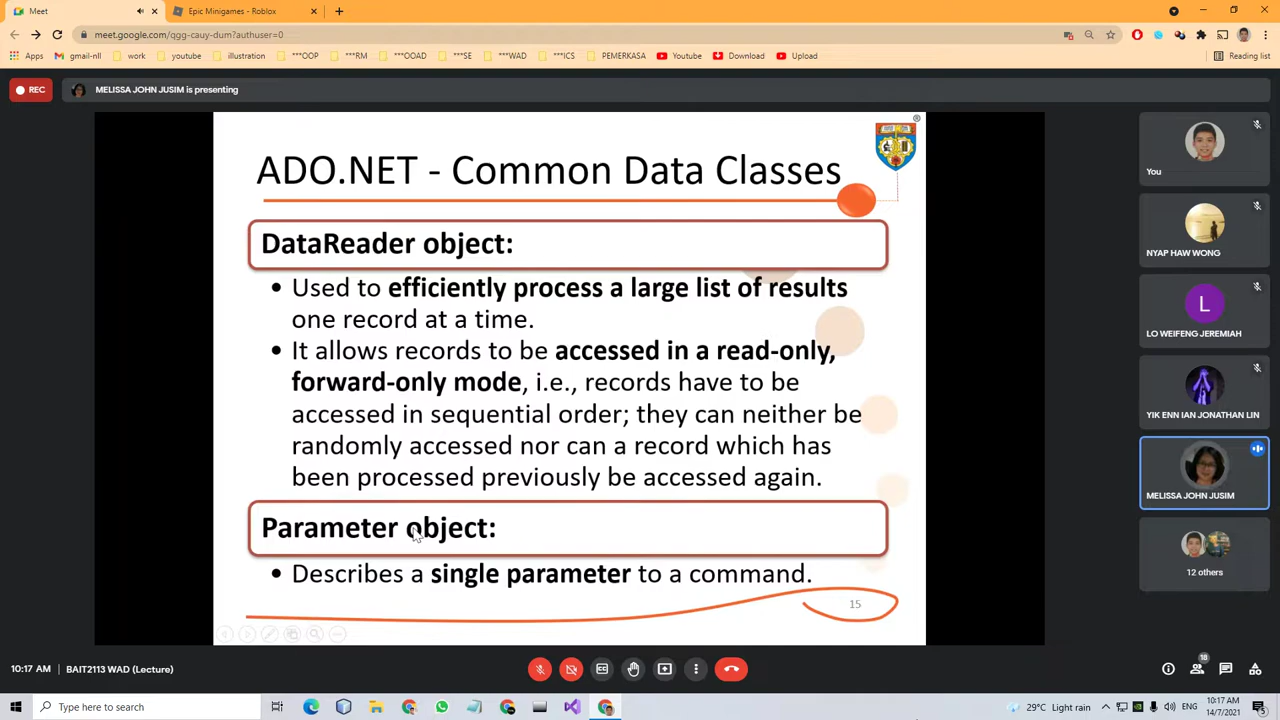 Meet
Epic Minigames - Roblox
meet.google.com/qgg-cauy-dum?authuser=0
Apps
gmail-nll
work
youtube
illustration
***OOP
***RM
***OOAD
***SE
***WAD
***ICS
PEMERKASA
Youtube
Download
Upload
Reading list
REC
MELISSA JOHN JUSIM is presenting
ADO.NET - Common Data Classes
DataReader object:
• Used to efficiently process a large list of results
one record at a time.
• It allows records to be accessed in a read-only,
forward-only mode, i.e., records have to be
accessed in sequential order; they can neither be
randomly accessed nor can a record which has
been processed previously be accessed again.
Parameter object:
• Describes a single parameter to a command.
15
You
NYAP HAW WONG
LO WEIFENG JEREMIAH
L
YIK ENN IAN JONATHAN LIN
MELISSA JOHN JUSIM
12 others
10:17 AM
BAIT2113 WAD (Lecture)
18
Type here to search
29°C Light rain
ENG
10:17 AM
14/7/2021